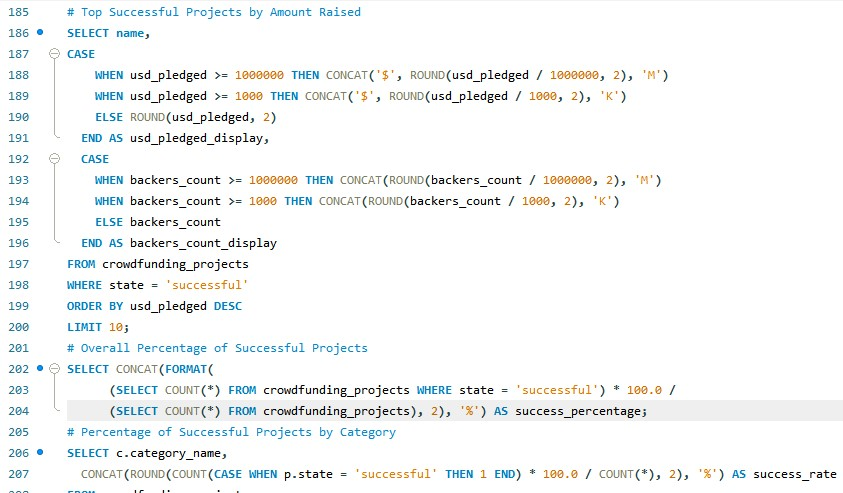 185 # Top Successful Projects by Amount Raised
186 SELECT name,
187 CASE
188 WHEN usd_pledged >= 1000000 THEN CONCAT('$', ROUND(usd_pledged / 1000000, 2), 'M')
189 WHEN usd_pledged >= 1000 THEN CONCAT('$', ROUND(usd_pledged / 1000, 2), 'K')
190 ELSE ROUND(usd_pledged, 2)
191 END AS usd_pledged_display,
192 CASE
193 WHEN backers_count >= 1000000 THEN CONCAT(ROUND(backers_count / 1000000, 2), 'M')
194 WHEN backers_count >= 1000 THEN CONCAT(ROUND(backers_count / 1000, 2), 'K')
195 ELSE backers_count
196 END AS backers_count_display
197 FROM crowdfunding_projects
198 WHERE state = 'successful'
199 ORDER BY usd_pledged DESC
200 LIMIT 10;
201 # Overall Percentage of Successful Projects
202 SELECT CONCAT(FORMAT(
203 (SELECT COUNT(*) FROM crowdfunding_projects WHERE state = 'successful') * 100.0 /
204 (SELECT COUNT(*) FROM crowdfunding_projects), 2), '%') AS success_percentage;
205 # Percentage of Successful Projects by Category
206 SELECT c.category_name,
207 CONCAT(ROUND(COUNT(CASE WHEN p.state = 'successful' THEN 1 END) * 100.0 / COUNT(*), 2), '%') AS success_rate